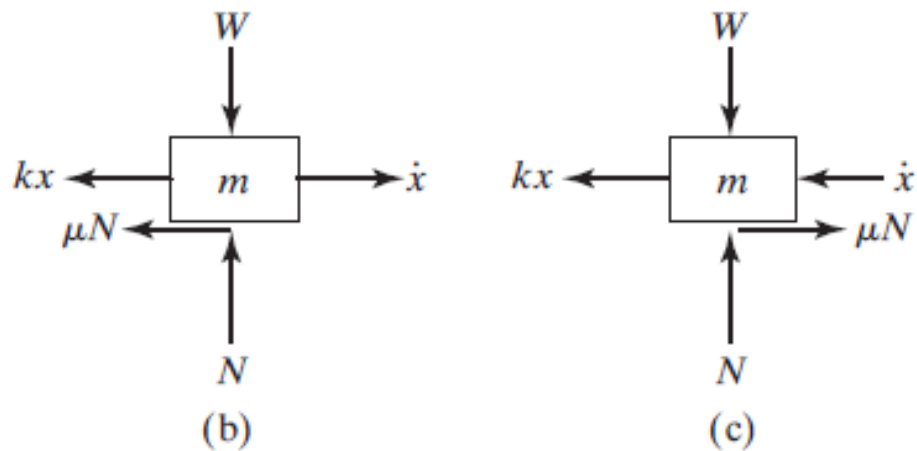 W W
kx m ẋ kx m ẋ
μN μN
N N
(b) (c)